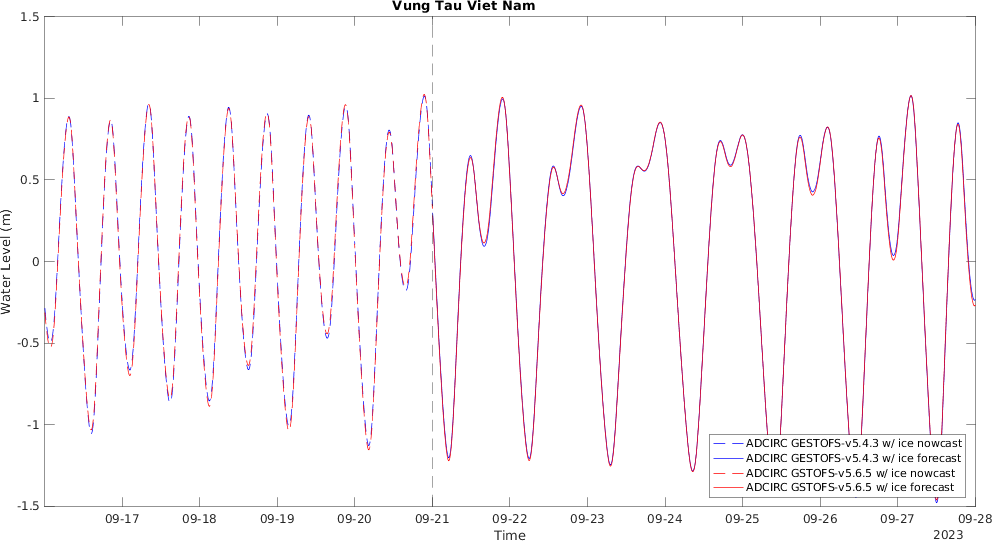 Vung Tau Viet Nam
1.5
1
0.5
0
-0.5
-1
-1.5
Water Level (m)
ADCIRC GESTOFS-v5.4.3 w/ ice nowcast
ADCIRC GESTOFS-v5.4.3 w/ ice forecast
ADCIRC GSTOFS-v5.6.5 w/ ice nowcast
ADCIRC GSTOFS-v5.6.5 w/ ice forecast
09-17 09-18 09-19 09-20 09-21 09-22 09-23 09-24 09-25 09-26 09-27 09-28
Time
2023